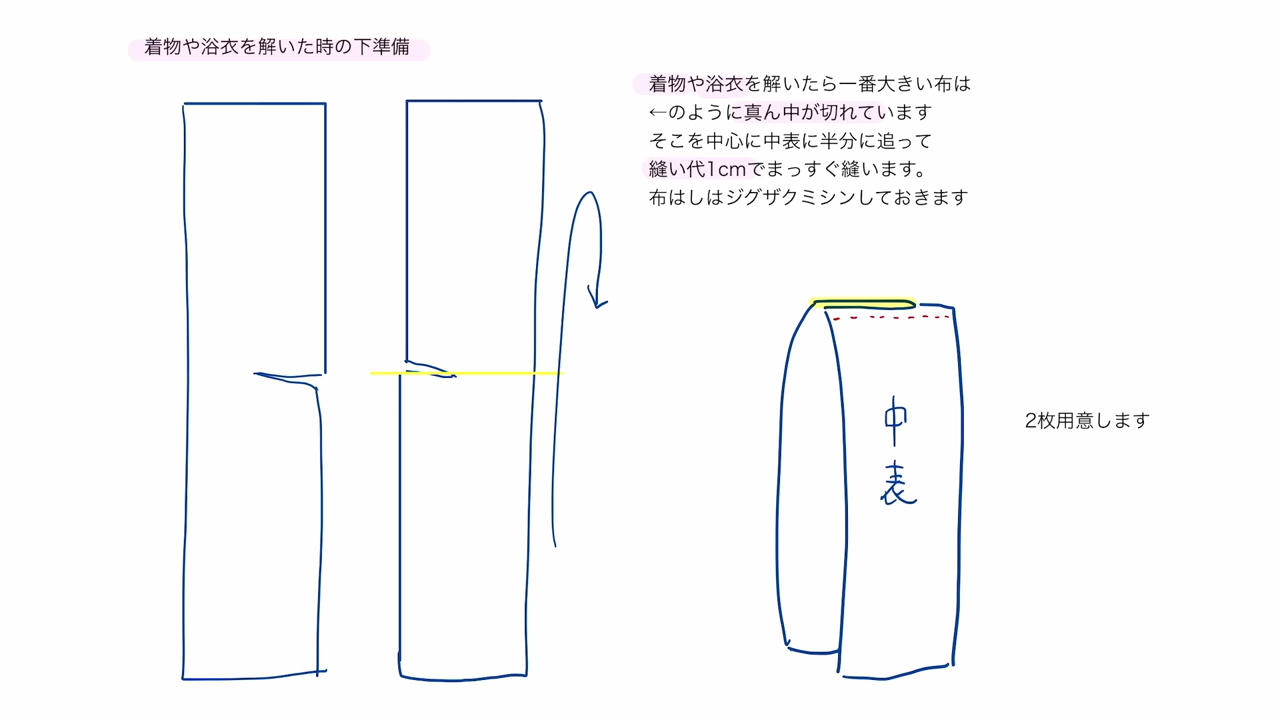 着物や浴衣を解いた時の下準備
着物や浴衣を解いたら一番大きい布は
←のように真ん中が切れています
そこを中心に中表に半分に追って
縫い代1cmでまっすぐ縫います。
布はしはジグザクミシンしておきます
中
表
2枚用意します